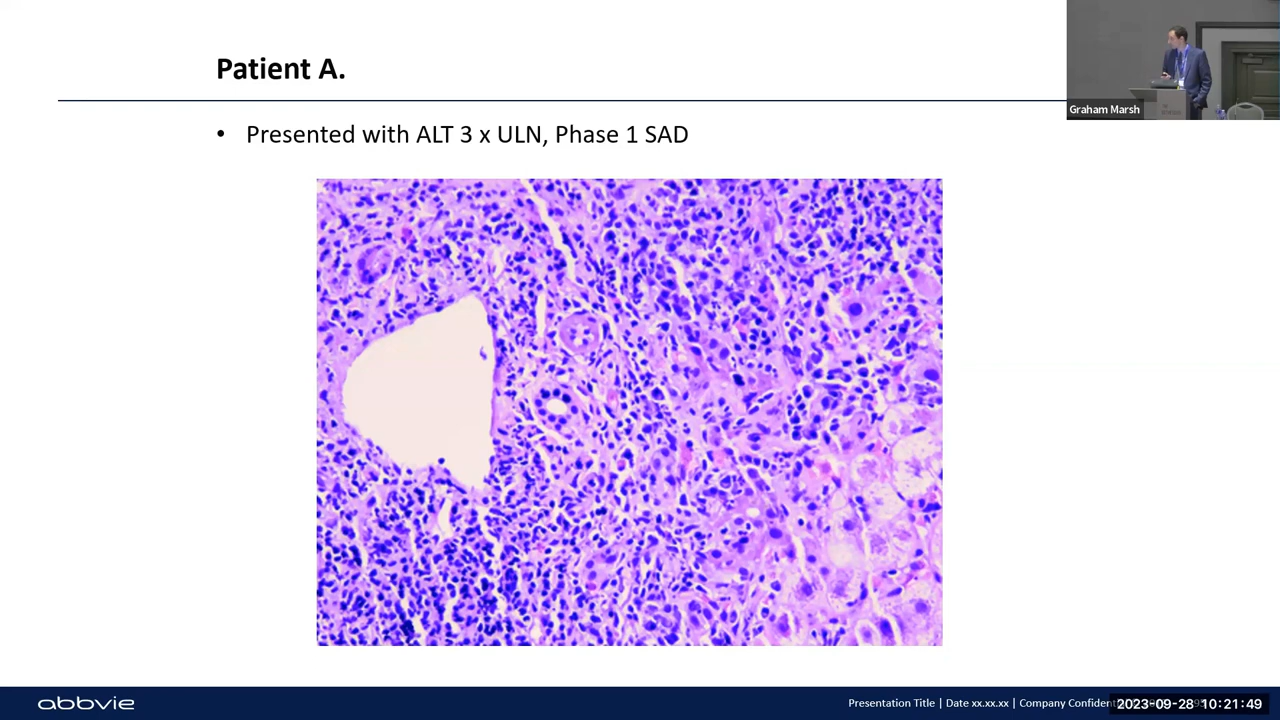 Patient A.
Graham Marsh
• Presented with ALT 3 x ULN, Phase 1 SAD
abbvie
Presentation Title | Date xx.xx.xx | Company Confident
2023-09-28 10:21:49